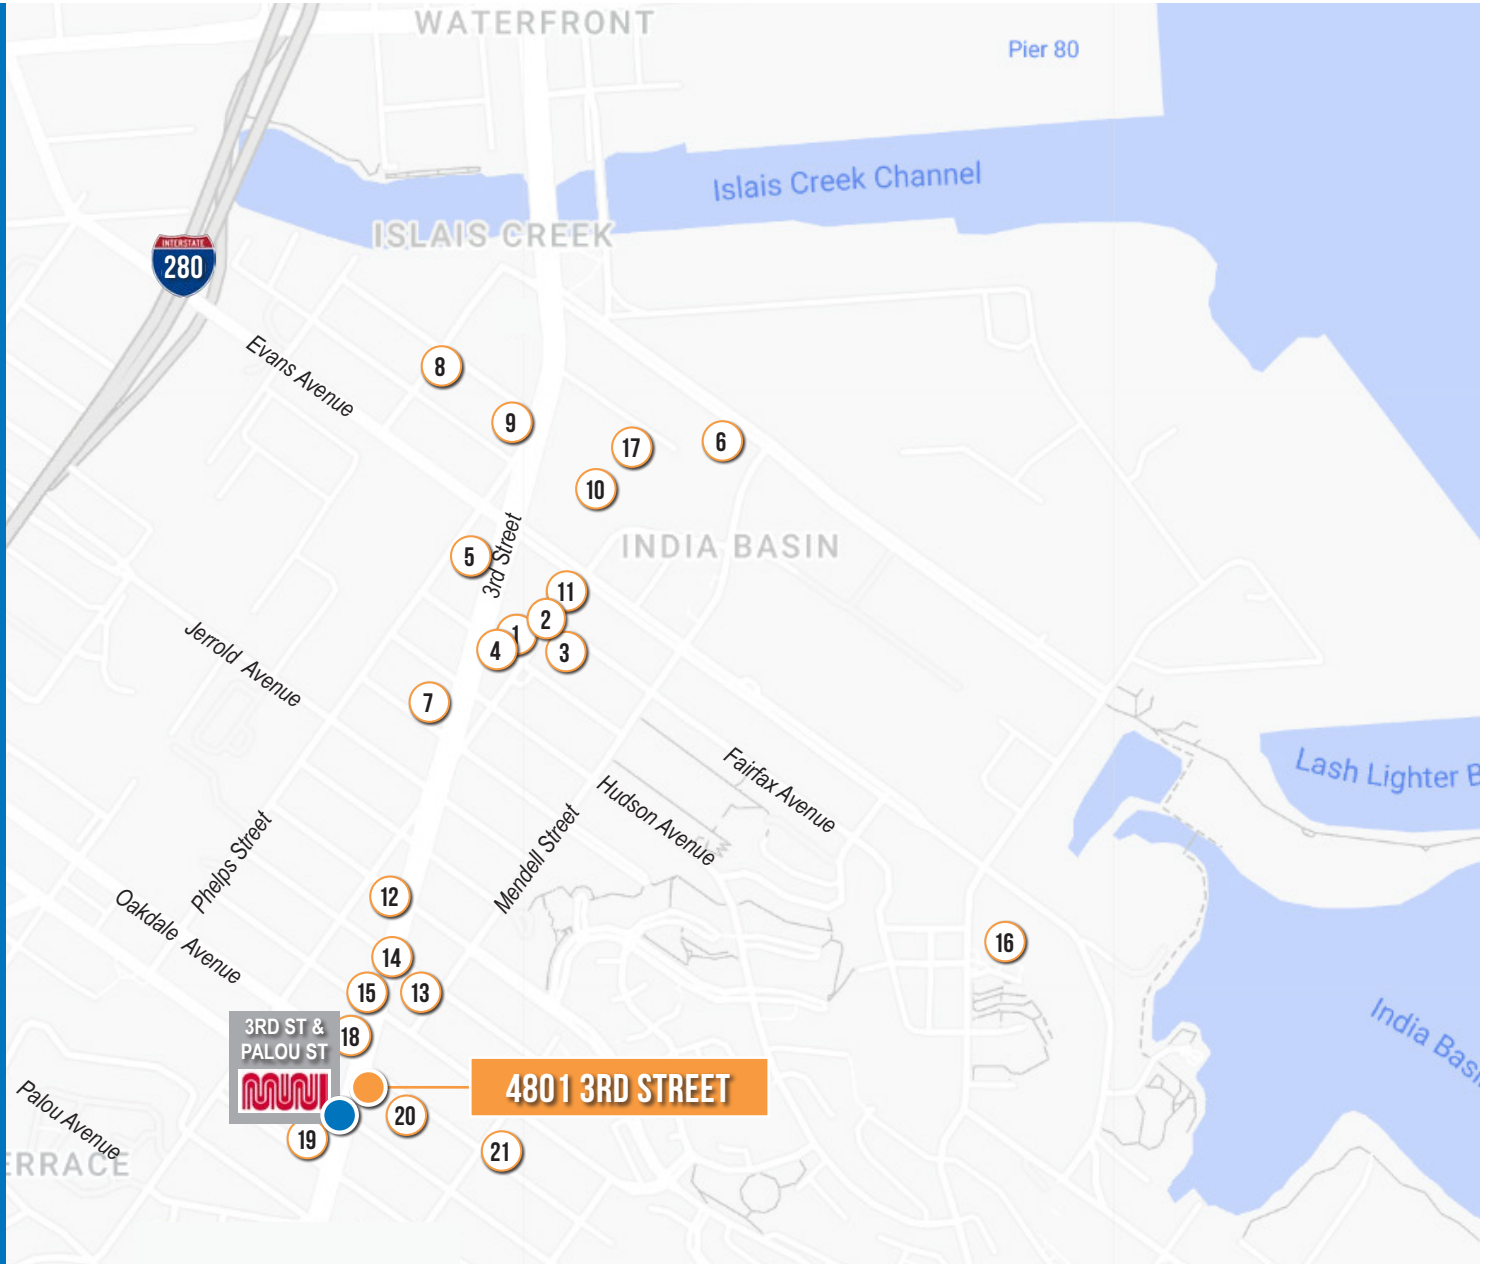 WATERFRONT
Pier 80
Islais Creek Channel
ISLAIS CREEK
INTERSTATE
280
Evans Avenue
8
9
17
6
10
3rd Street
INDIA BASIN
5
11
2
1
4
3
Jerrold Avenue
7
Fairfax Avenue
Lash Lighter B
Hudson Avenue
Mendell Street
Phelps Street
12
Oakdale Avenue
16
14
15
13
3RD ST &
PALOU ST
18
MUNI
India Basi
4801 3RD STREET
20
19
21
Palou Avenue
ERRACE